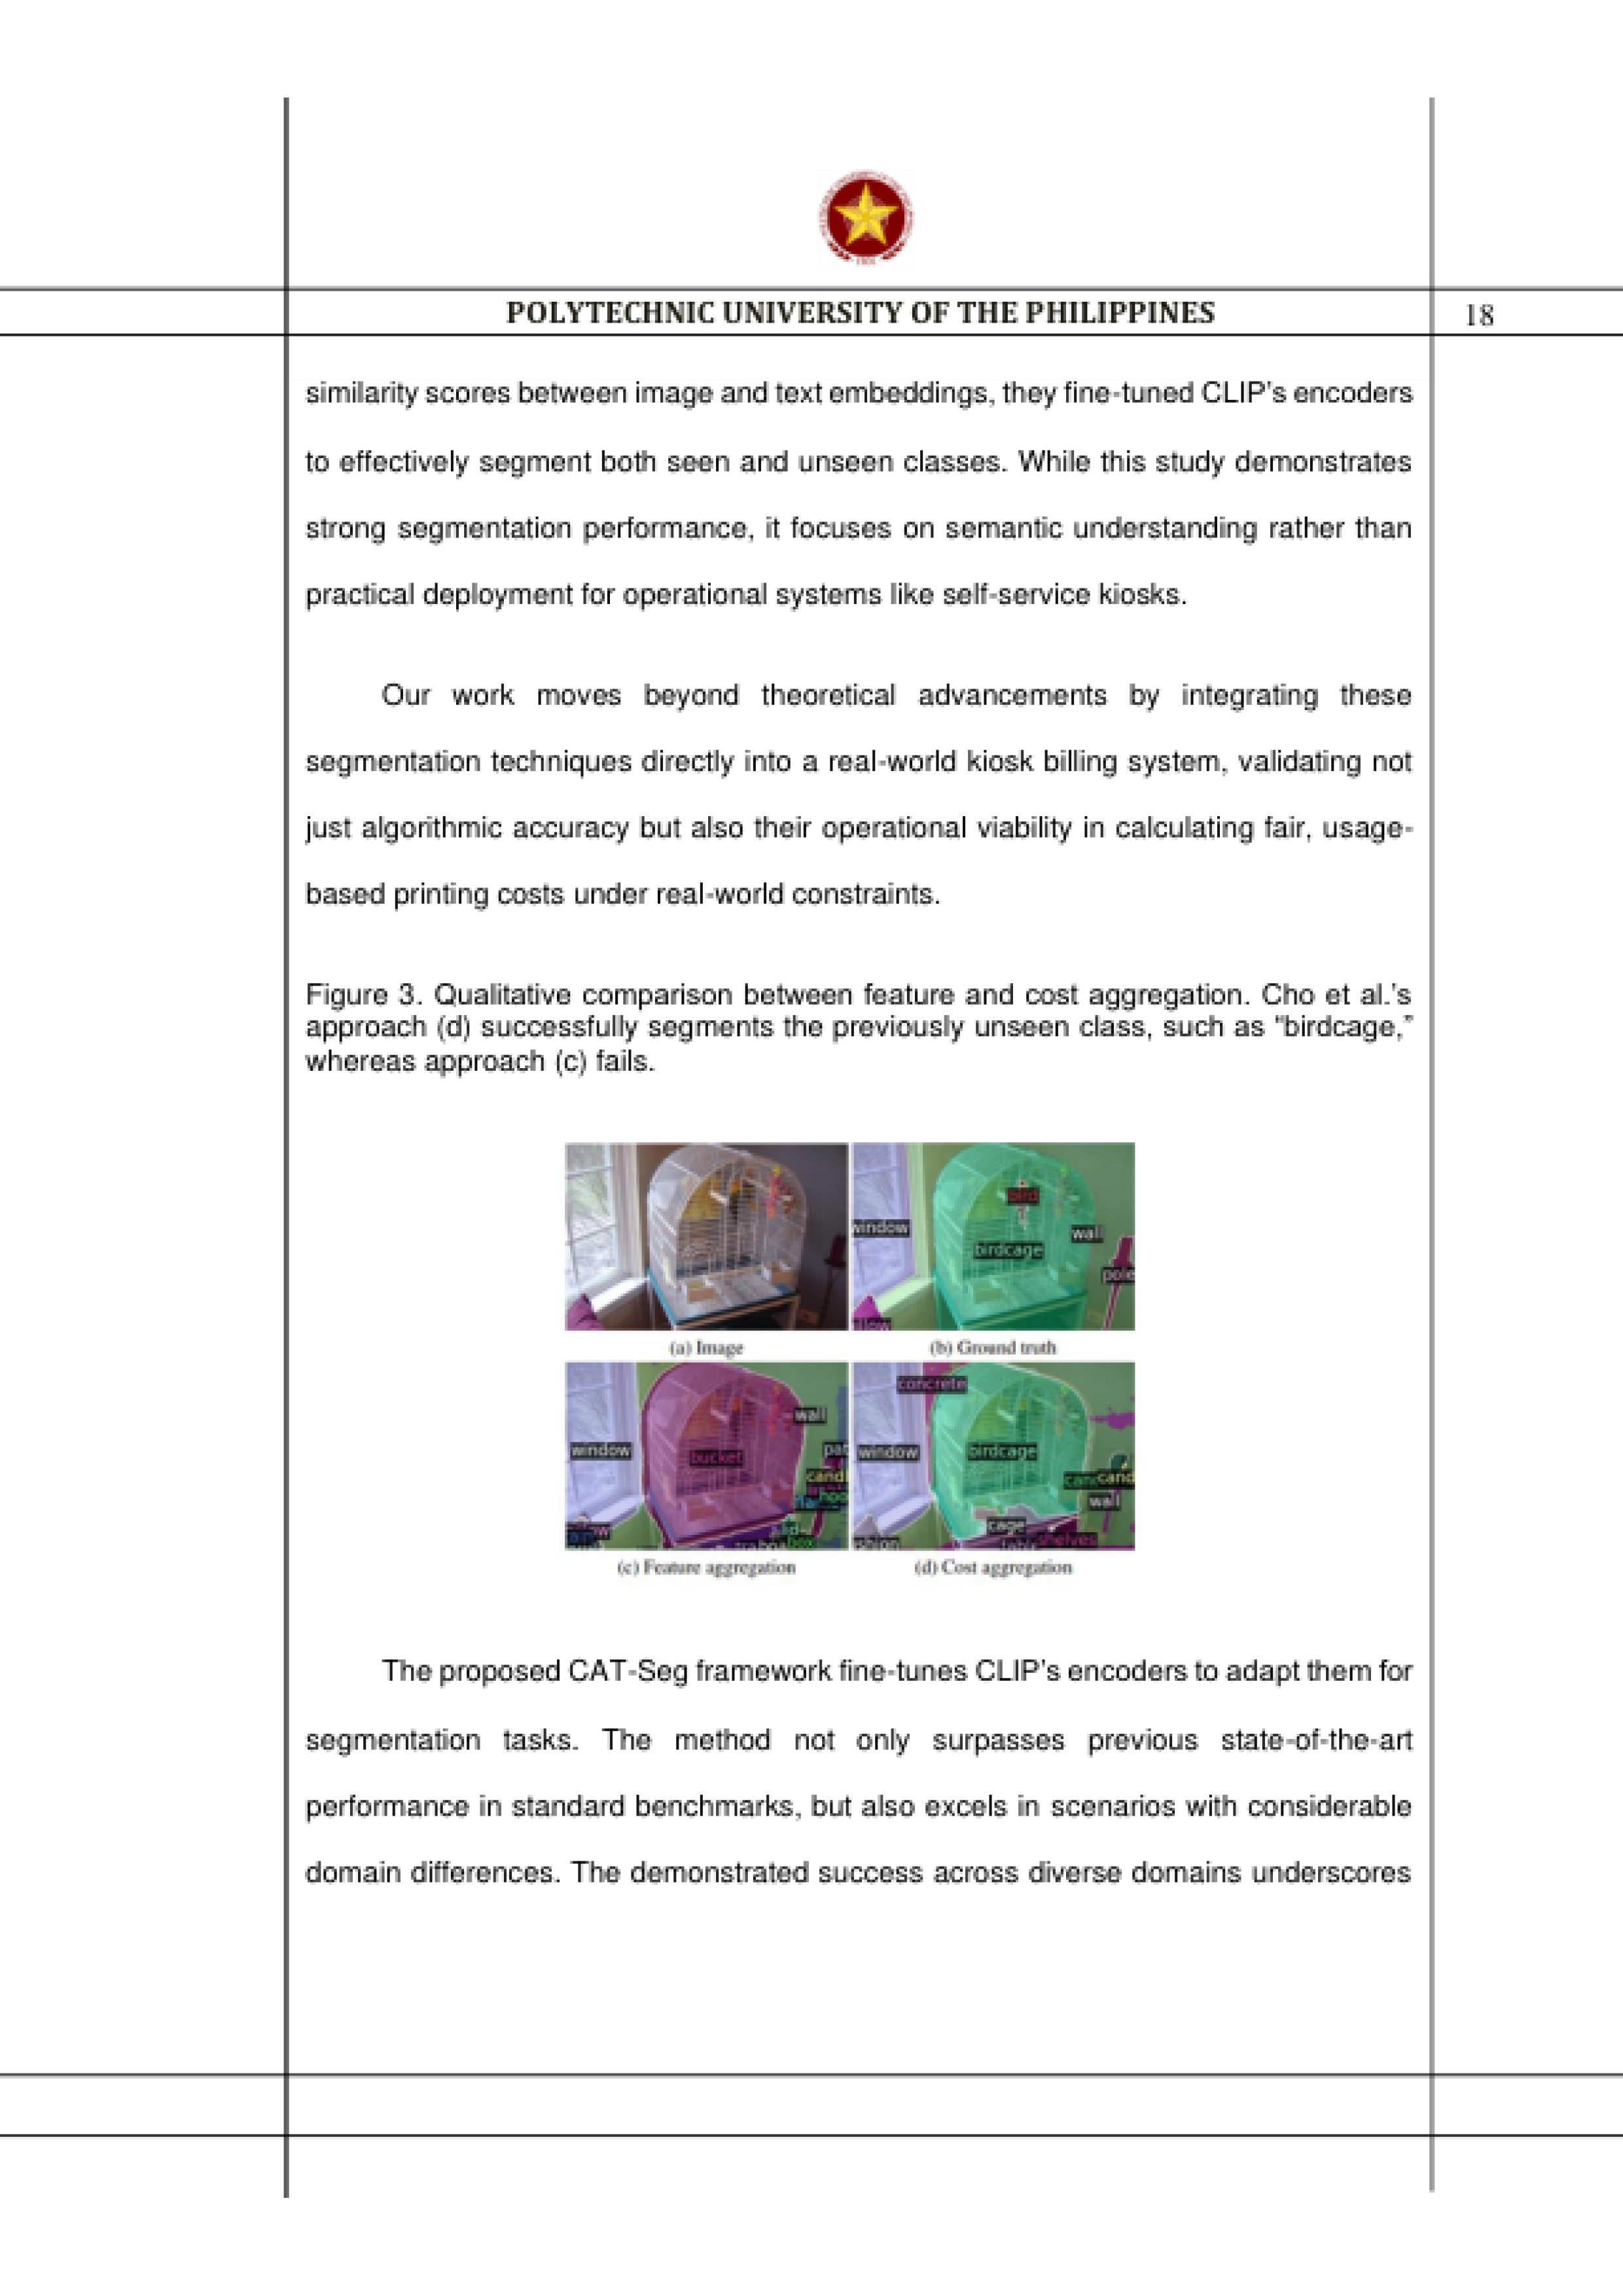 POLYTECHNIC UNIVERSITY OF THE PHILIPPINES
18
similarity scores between image and text embeddings, they fine-tuned CLIP's encoders
to effectively segment both seen and unseen classes. While this study demonstrates
strong segmentation performance, it focuses on semantic understanding rather than
practical deployment for operational systems like self-service kiosks.
Our work moves beyond theoretical advancements by integrating these
segmentation techniques directly into a real-world kiosk billing system, validating not
just algorithmic accuracy but also their operational viability in calculating fair, usage-
based printing costs under real-world constraints.
Figure 3. Qualitative comparison between feature and cost aggregation. Cho et al.'s
approach (d) successfully segments the previously unseen class, such as “birdcage,”
whereas approach (c) fails.
bird
window
wall
birdcage
pole
(a) Image
(b) Ground truth
concrete
wall
window
bucket
pat
cand
window
birdcage
cand
wall
cage
shelves
(c) Feature aggregation
(d) Cost aggregation
The proposed CAT-Seg framework fine-tunes CLIP's encoders to adapt them for
segmentation tasks. The method not only surpasses previous state-of-the-art
performance in standard benchmarks, but also excels in scenarios with considerable
domain differences. The demonstrated success across diverse domains underscores